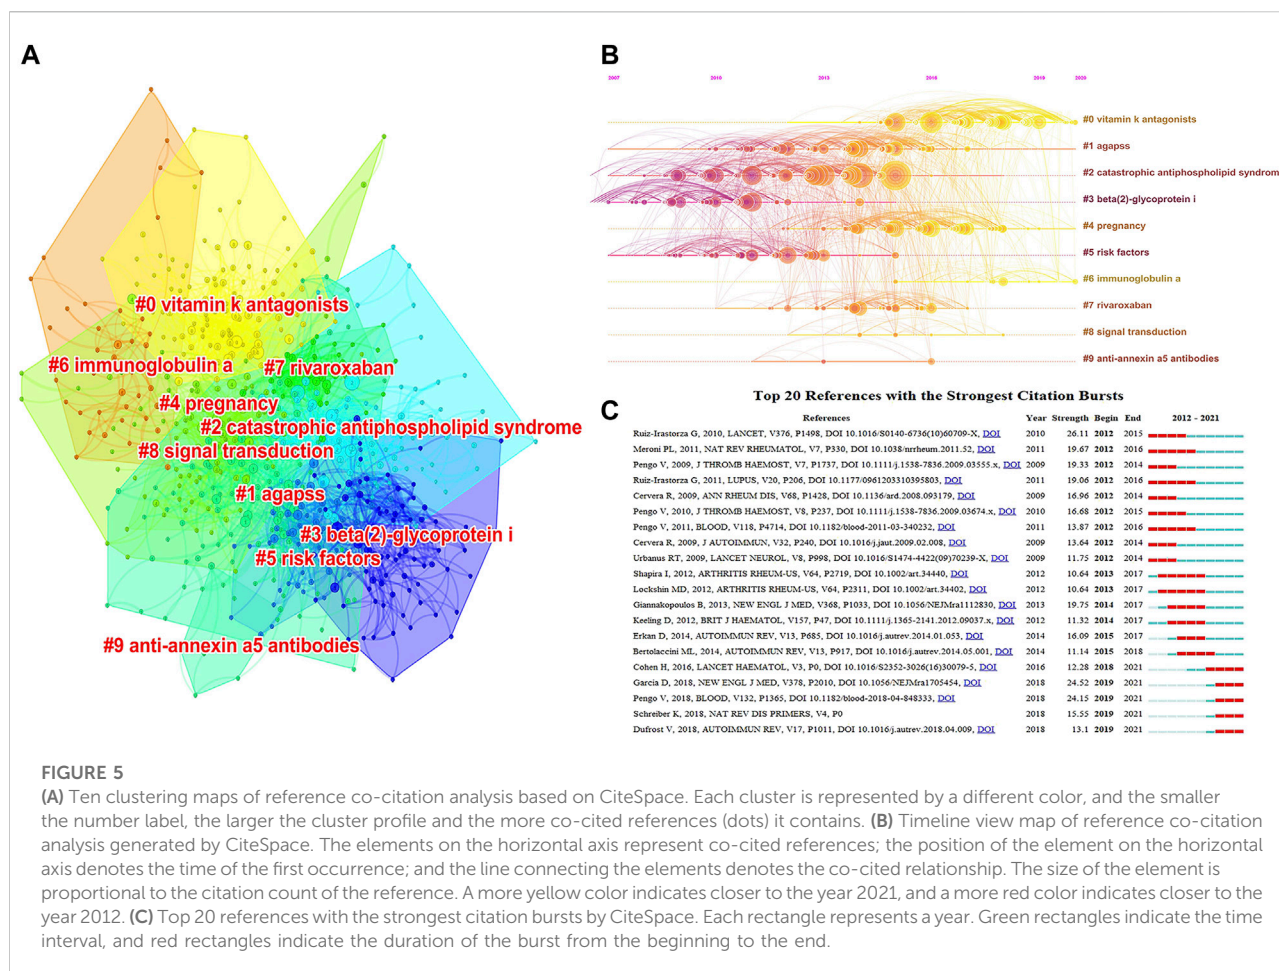 A
#0 vitamin k antagonists
#6 immunoglobulin a
#7 rivaroxaban
#4 pregnancy
#2 catastrophic antiphospholipid syndrome
#8 signal transduction
#1 agapss
#3 beta(2)-glycoprotein i
#5 risk factors
#9 anti-annexin a5 antibodies
B
2007 2010 2013 2016 2019 2020
#0 vitamin k antagonists
#1 agapss
#2 catastrophic antiphospholipid syndrom
#3 beta(2)-glycoprotein i
#4 pregnancy
#5 risk factors
#6 immunoglobulin a
#7 rivaroxaban
#8 signal transduction
#9 anti-annexin a5 antibodies
C
Top 20 References with the Strongest Citation Bursts
References Year Strength Begin End 2012 - 2021
Ruiz-Irastorza G, 2010, LANCET, V376, P1498, DOI 10.1016/S0140-6736(10)60709-X, DOI 2010 26.11 2012 2015
Meroni PL, 2011, NAT REV RHEUMATOL, V7, P330, DOI 10.1038/nrrheum.2011.52, DOI 2011 19.67 2012 2016
Pengo V, 2009, J THROMB HAEMOST, V7, P1737, DOI 10.1111/j.1538-7836.2009.03555.x, DOI 2009 19.33 2012 2014
Ruiz-Irastorza G, 2011, LUPUS, V20, P206, DOI 10.1177/0961203310395803, DOI 2011 19.06 2012 2016
Cervera R, 2009, ANN RHEUM DIS, V68, P1428, DOI 10.1136/ard.2008.093179, DOI 2009 16.96 2012 2014
Pengo V, 2010, J THROMB HAEMOST, V8, P237, DOI 10.1111/j.1538-7836.2009.03674.x, DOI 2010 16.68 2012 2015
Pengo V, 2011, BLOOD, V118, P4714, DOI 10.1182/blood-2011-03-340232, DOI 2011 13.87 2012 2016
Cervera R, 2009, J AUTOIMMUN, V32, P240, DOI 10.1016/j.jaut.2009.02.008, DOI 2009 13.64 2012 2014
Urbanus RT, 2009, LANCET NEUROL, V8, P998, DOI 10.1016/S1474-4422(09)70239-X, DOI 2009 11.75 2012 2014
Shapira I, 2012, ARTHRITIS RHEUM-US, V64, P2719, DOI 10.1002/art.34440, DOI 2012 10.64 2013 2017
Lockshin MD, 2012, ARTHRITIS RHEUM-US, V64, P2311, DOI 10.1002/art.34402, DOI 2012 10.64 2013 2017
Giannakopoulos B, 2013, NEW ENGL J MED, V368, P1033, DOI 10.1056/NEJMra1112830, DOI 2013 19.75 2014 2017
Keeling D, 2012, BRIT J HAEMATOL, V157, P47, DOI 10.1111/j.1365-2141.2012.09037.x, DOI 2012 11.32 2014 2017
Erkan D, 2014, AUTOIMMUN REV, V13, P685, DOI 10.1016/j.autrev.2014.01.053, DOI 2014 16.09 2015 2017
Bertolaccini ML, 2014, AUTOIMMUN REV, V13, P917, DOI 10.1016/j.autrev.2014.05.001, DOI 2014 11.14 2015 2018
Cohen H, 2016, LANCET HAEMATOL, V3, P0, DOI 10.1016/S2352-3026(16)30079-5, DOI 2016 12.28 2018 2021
Garcia D, 2018, NEW ENGL J MED, V378, P2010, DOI 10.1056/NEJMra1705454, DOI 2018 24.52 2019 2021
Pengo V, 2018, BLOOD, V132, P1365, DOI 10.1182/blood-2018-04-848333, DOI 2018 24.15 2019 2021
Schreiber K, 2018, NAT REV DIS PRIMERS, V4, P0 2018 15.55 2019 2021
Dufrost V, 2018, AUTOIMMUN REV, V17, P1011, DOI 10.1016/j.autrev.2018.04.009, DOI 2018 13.1 2019 2021
FIGURE 5
(A) Ten clustering maps of reference co-citation analysis based on CiteSpace. Each cluster is represented by a different color, and the smaller
the number label, the larger the cluster profile and the more co-cited references (dots) it contains. (B) Timeline view map of reference co-citation
analysis generated by CiteSpace. The elements on the horizontal axis represent co-cited references; the position of the element on the horizontal
axis denotes the time of the first occurrence; and the line connecting the elements denotes the co-cited relationship. The size of the element is
proportional to the citation count of the reference. A more yellow color indicates closer to the year 2021, and a more red color indicates closer to the
year 2012. (C) Top 20 references with the strongest citation bursts by CiteSpace. Each rectangle represents a year. Green rectangles indicate the time
interval, and red rectangles indicate the duration of the burst from the beginning to the end.